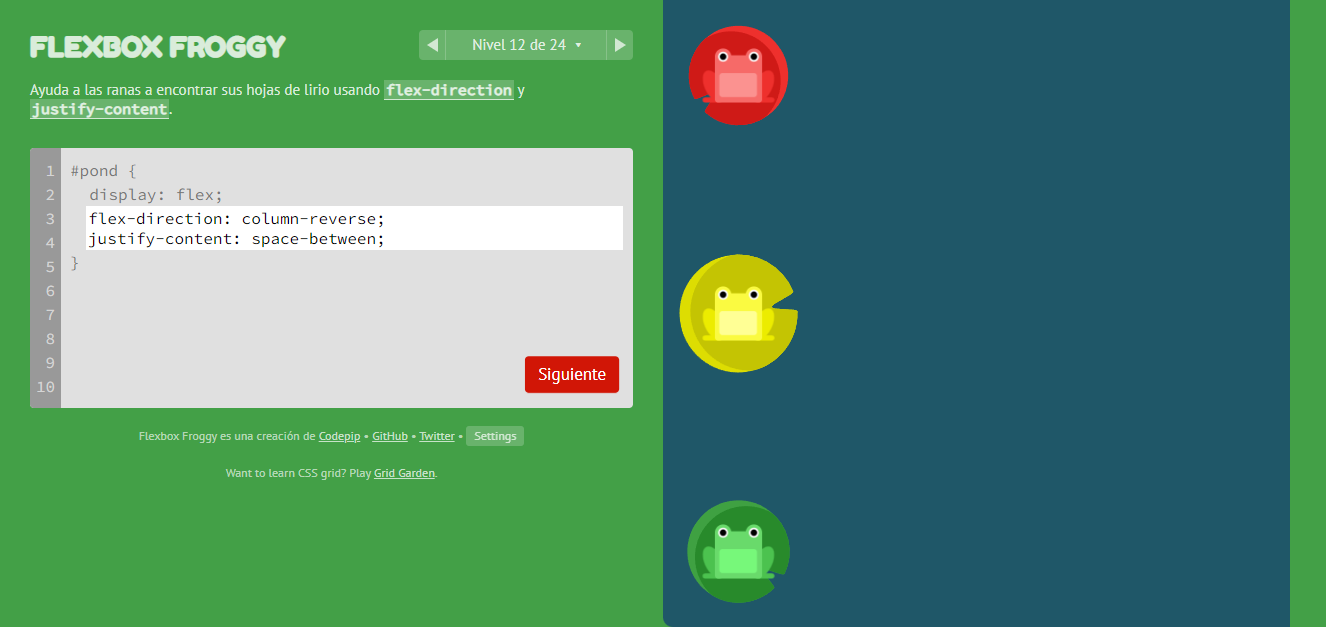 FLEXBOX FROGGY
◀ Nivel 12 de 24 ▾ ▶
Ayuda a las ranas a encontrar sus hojas de lirio usando flex-direction y
justify-content.
1 #pond {
2 display: flex;
3 flex-direction: column-reverse;
4 justify-content: space-between;
5 }
6
7
8
9
10
Siguiente
Flexbox Froggy es una creación de Codepip • GitHub • Twitter • Settings
Want to learn CSS grid? Play Grid Garden.